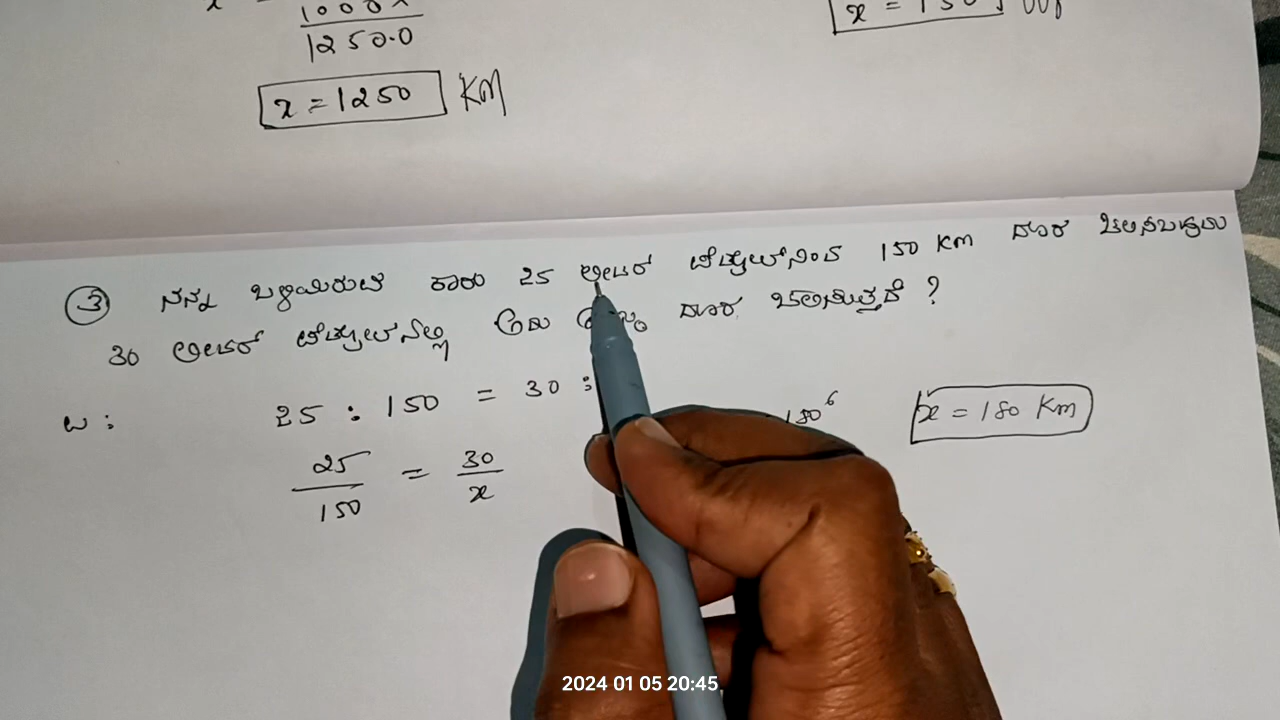 1250.0
x = 1250 KM
3 ನನ್ನ ಬಳಿಯಿರುವ ಕಾರು 25 ಲೀಟರ್ ಪೆಟ್ರೋಲ್‌ನಿಂದ 150 Km ದೂರ ಚಲಿಸಬಹುದು
30 ಲೀಟರ್ ಪೆಟ್ರೋಲ್‌ನಲ್ಲಿ ಅದು ದೂರ ಚಲಿಸುತ್ತದೆ ?
ಉ : 25 : 150 = 30 :
25/150 = 30/x
x = 180 Km
2024 01 05 20:45